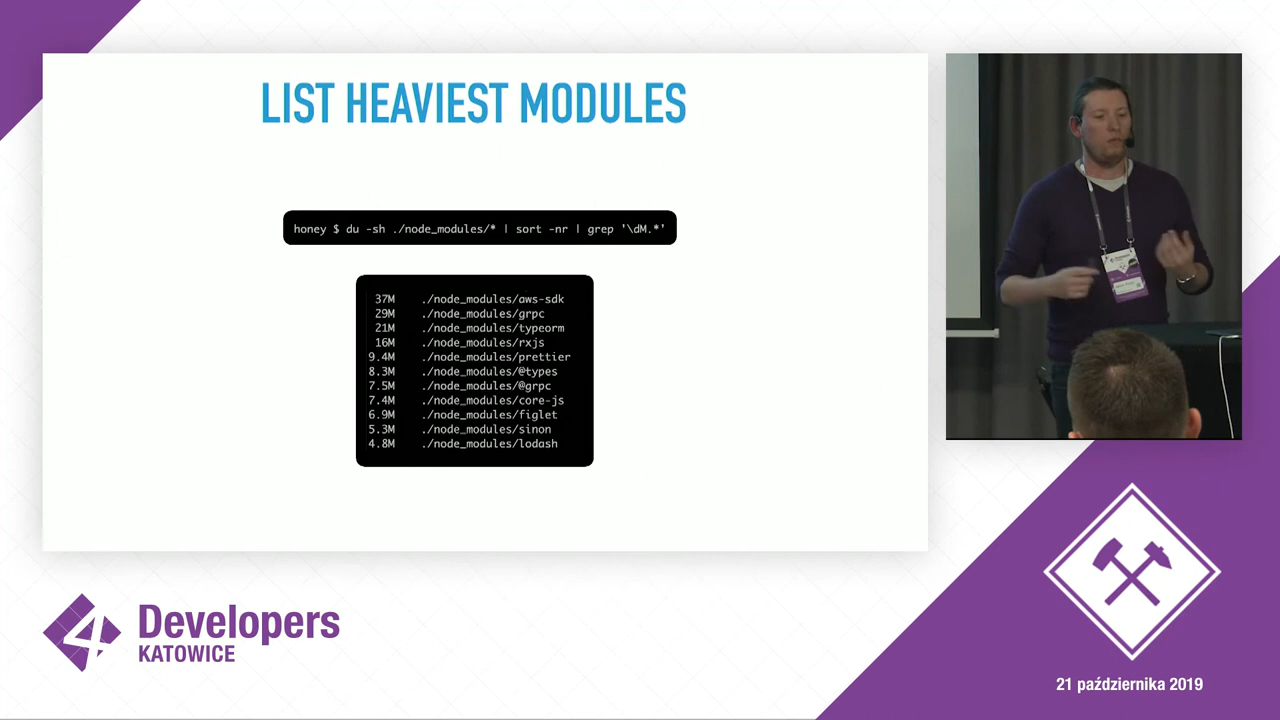 LIST HEAVIEST MODULES
honey $ du -sh ./node_modules/* | sort -nr | grep '\dM.*'
37M ./node_modules/aws-sdk
29M ./node_modules/grpc
21M ./node_modules/typeorm
16M ./node_modules/rxjs
9.4M ./node_modules/prettier
8.3M ./node_modules/@types
7.5M ./node_modules/@grpc
7.4M ./node_modules/core-js
6.9M ./node_modules/figlet
5.3M ./node_modules/sinon
4.8M ./node_modules/lodash
Developers
4 Developers
KATOWICE
21 października 2019